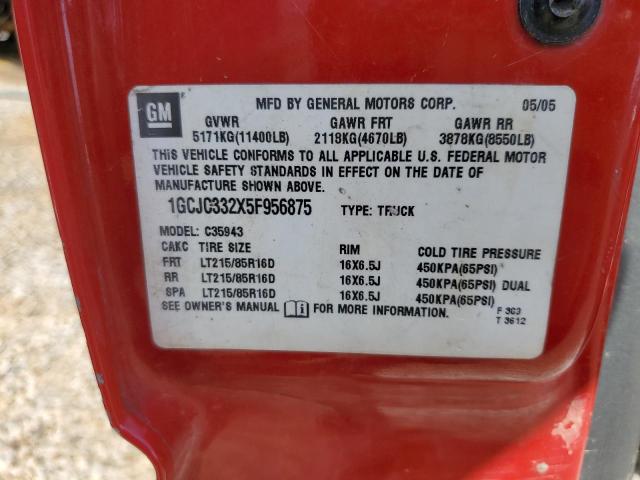 GM
MFD BY GENERAL MOTORS CORP. 05/05
GVWR GAWR FRT GAWR RR
5171KG(11400LB) 2118KG(4670LB) 3878KG(8550LB)
THIS VEHICLE CONFORMS TO ALL APPLICABLE U.S. FEDERAL MOTOR
VEHICLE SAFETY STANDARDS IN EFFECT ON THE DATE OF
MANUFACTURE SHOWN ABOVE.
1GCJC332X5F956875 TYPE: TRUCK
MODEL: C35943
CAKC TIRE SIZE RIM COLD TIRE PRESSURE
FRT LT215/85R16D 16X6.5J 450KPA(65PSI)
RR LT215/85R16D 16X6.5J 450KPA(65PSI) DUAL
SPA LT215/85R16D 16X6.5J 450KPA(65PSI)
SEE OWNER'S MANUAL FOR MORE INFORMATION. F 3G3
T 3612